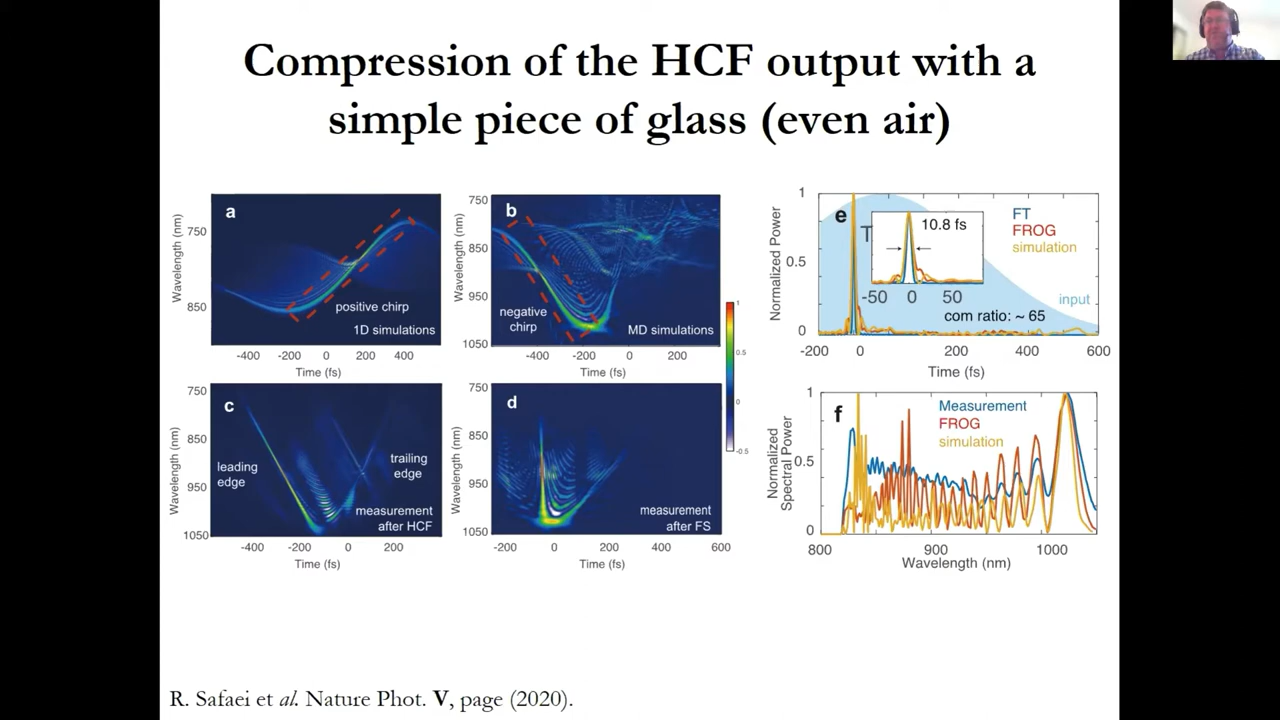 Compression of the HCF output with a
simple piece of glass (even air)
a
positive chirp
1D simulations
Wavelength (nm)
750
850
-400 -200 0 200 400
Time (fs)
b
negative
chirp
MD simulations
Wavelength (nm)
750
850
950
1050
-400 -200 0 200
Time (fs)
c
leading
edge
trailing
edge
measurement
after HCF
Wavelength (nm)
750
850
950
1050
-400 -200 0 200
Time (fs)
d
measurement
after FS
Wavelength (nm)
850
950
1050
-200 0 200 400 600
Time (fs)
1
0.5
0
-0.5
e
T
FT
FROG
simulation
10.8 fs
-50 0 50
input
com ratio: ~ 65
Normalized Power
1
0.5
0
-200 0 200 400 600
Time (fs)
f
Measurement
FROG
simulation
Normalized
Spectral Power
1
0.5
0
800 900 1000
Wavelength (nm)
R. Safaei et al. Nature Phot. V, page (2020).